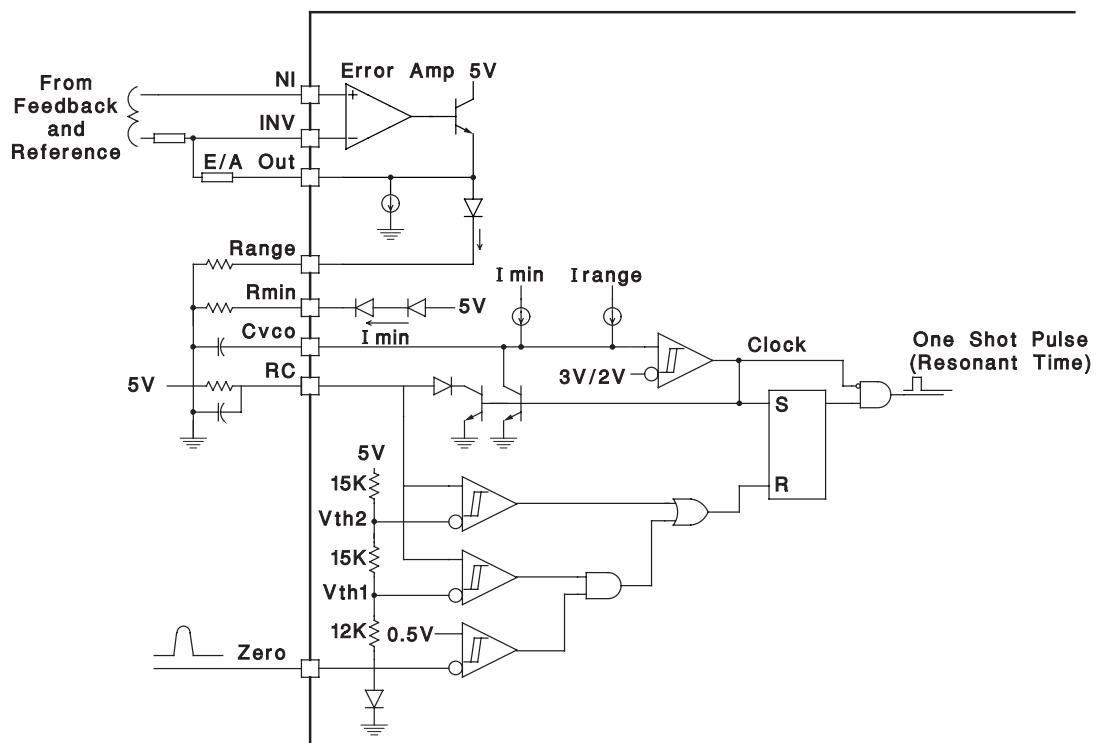 Error Amp 5V
From
Feedback
and
Reference
NI
INV
E/A Out
+
−
Range
Rmin
5V
I min
Cvco
RC
5V
I min
I range
3V/2V
Clock
One Shot Pulse
(Resonant Time)
S
R
5V
15K
Vth2
15K
Vth1
12K
0.5V
Zero